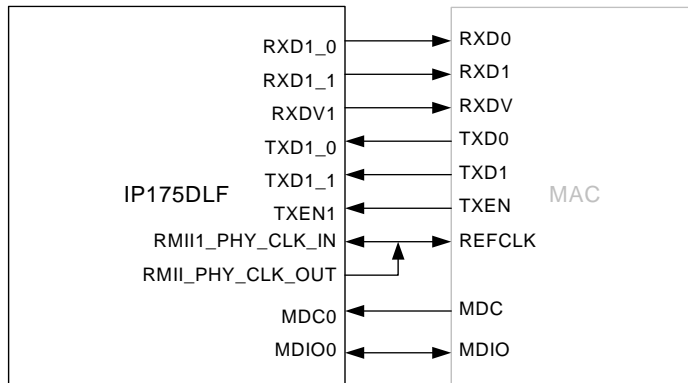 RXD1_0 RXD0
RXD1_1 RXD1
RXDV1 RXDV
TXD1_0 TXD0
TXD1_1 TXD1
IP175DLF MAC
TXEN1 TXEN
RMII1_PHY_CLK_IN REFCLK
RMII_PHY_CLK_OUT
MDC0 MDC
MDIO0 MDIO